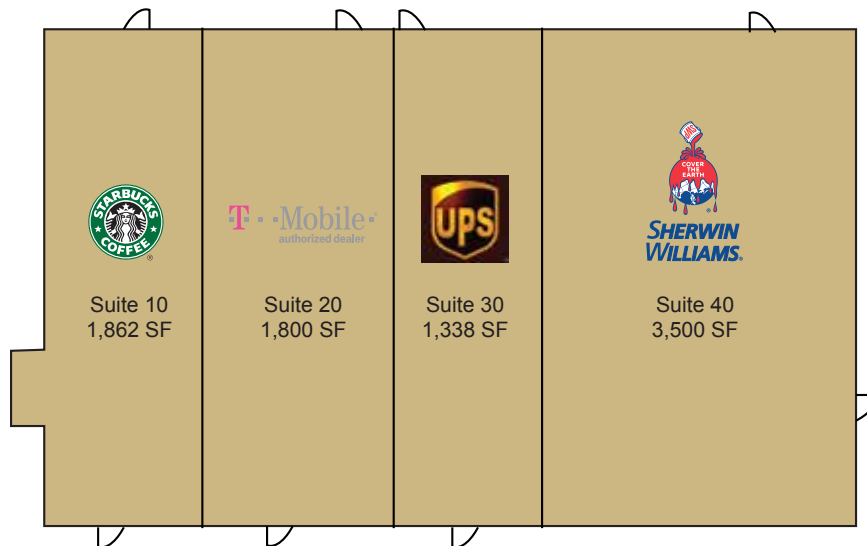 STARBUCKS
COFFEE
®
Suite 10
1,862 SF
T · · Mobile ·®
authorized dealer
Suite 20
1,800 SF
UPS
Suite 30
1,338 SF
SWP
COVER
THE
EARTH
®
SHERWIN
WILLIAMS.
Suite 40
3,500 SF